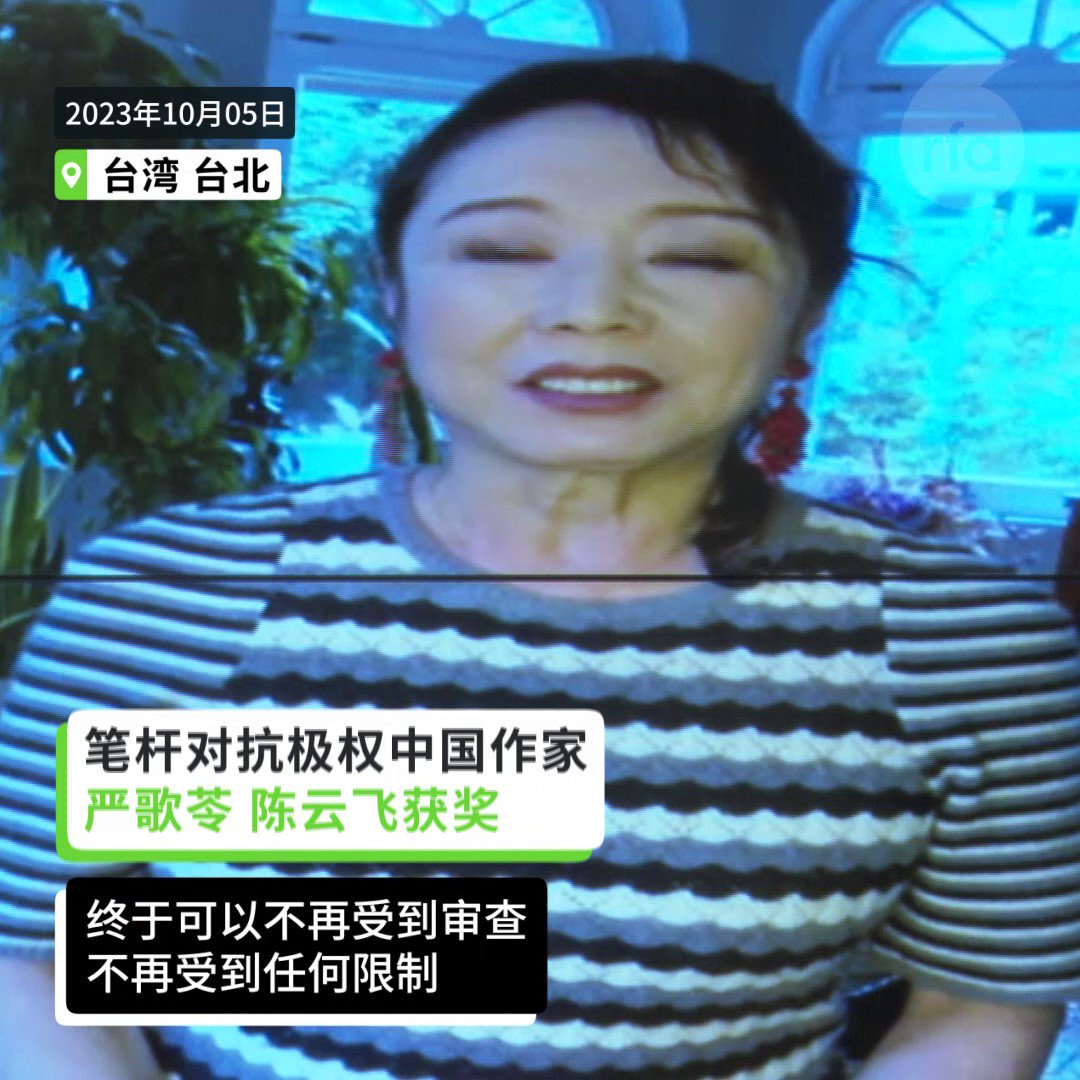 2023年10月05日
台湾 台北
rfa
笔杆对抗极权中国作家
严歌苓 陈云飞获奖
终于可以不再受到审查
不再受到任何限制